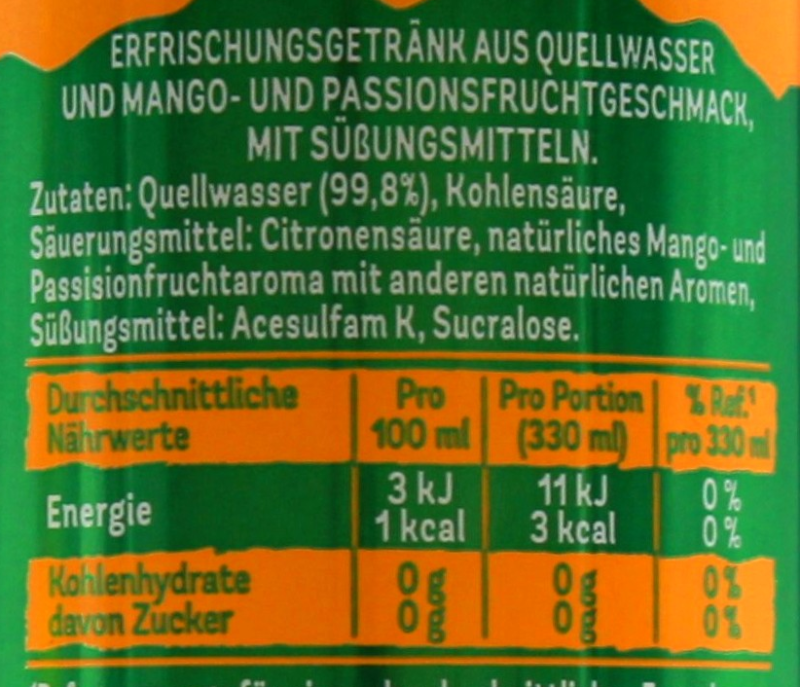 ERFRISCHUNGSGETRÄNK AUS QUELLWASSER
UND MANGO- UND PASSIONSFRUCHTGESCHMACK,
MIT SÜßUNGSMITTELN.
Zutaten: Quellwasser (99,8%), Kohlensäure,
Säuerungsmittel: Citronensäure, natürliches Mango- und
Passisionfruchtaroma mit anderen natürlichen Aromen,
Süßungsmittel: Acesulfam K, Sucralose.
Durchschnittliche Pro Pro Portion % Ref.¹
Nährwerte 100 ml (330 ml) pro 330 ml
Energie 3 kJ 11 kJ 0 %
1 kcal 3 kcal 0 %
Kohlenhydrate 0 g 0 g 0 %
davon Zucker 0 g 0 g 0 %